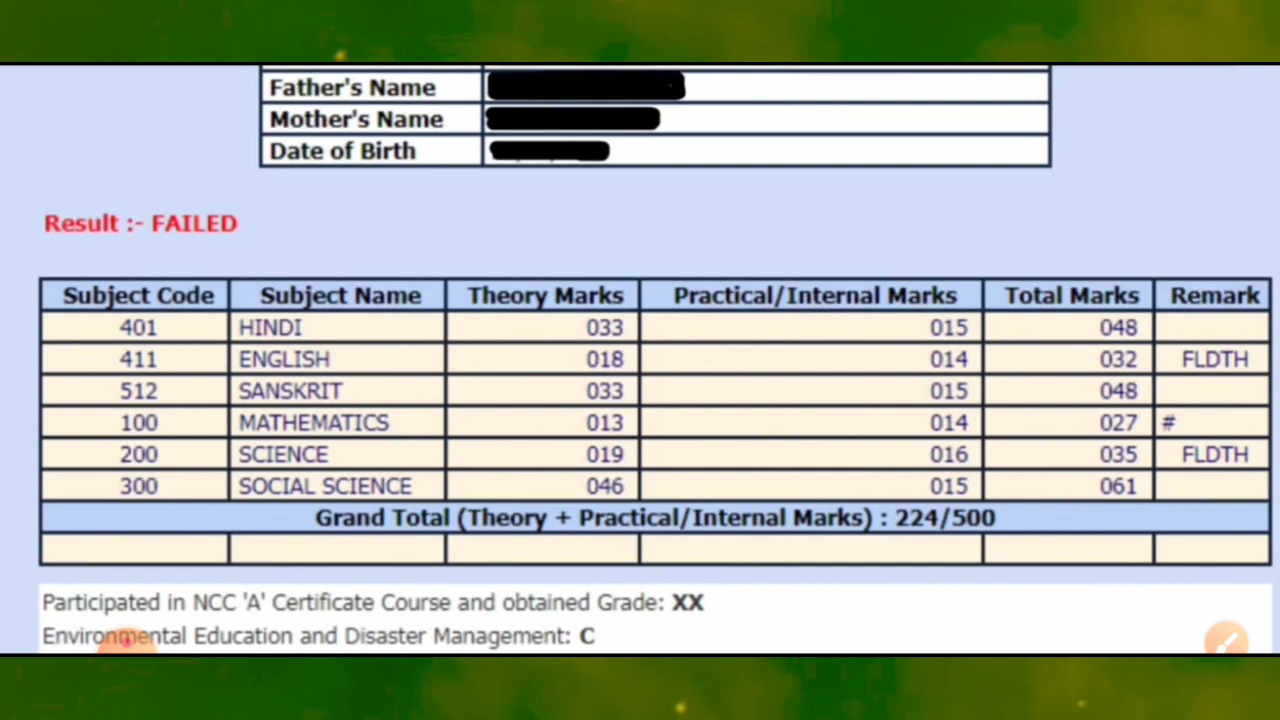 Father's Name
Mother's Name
Date of Birth
Result :- FAILED
Subject Code Subject Name Theory Marks Practical/Internal Marks Total Marks Remark
401 HINDI 033 015 048
411 ENGLISH 018 014 032 FLDTH
512 SANSKRIT 033 015 048
100 MATHEMATICS 013 014 027 #
200 SCIENCE 019 016 035 FLDTH
300 SOCIAL SCIENCE 046 015 061
Grand Total (Theory + Practical/Internal Marks) : 224/500
Participated in NCC 'A' Certificate Course and obtained Grade: XX
Environmental Education and Disaster Management: C